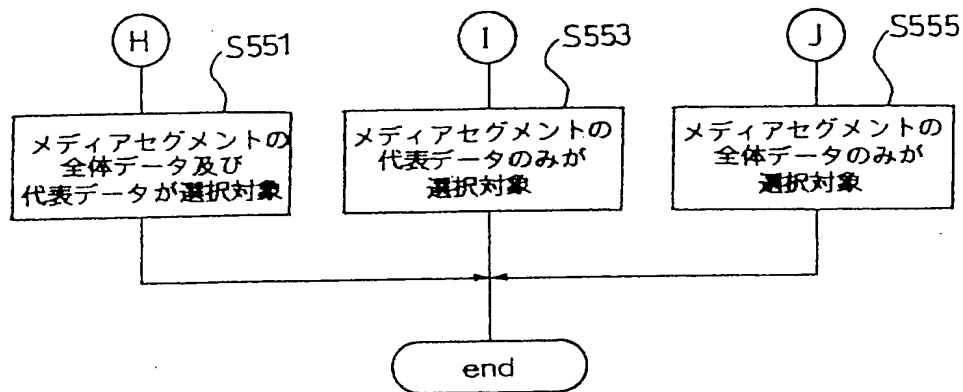 H
S551
メディアセグメントの
全体データ及び
代表データが選択対象
I
S553
メディアセグメントの
代表データのみが
選択対象
J
S555
メディアセグメントの
全体データのみが
選択対象
end